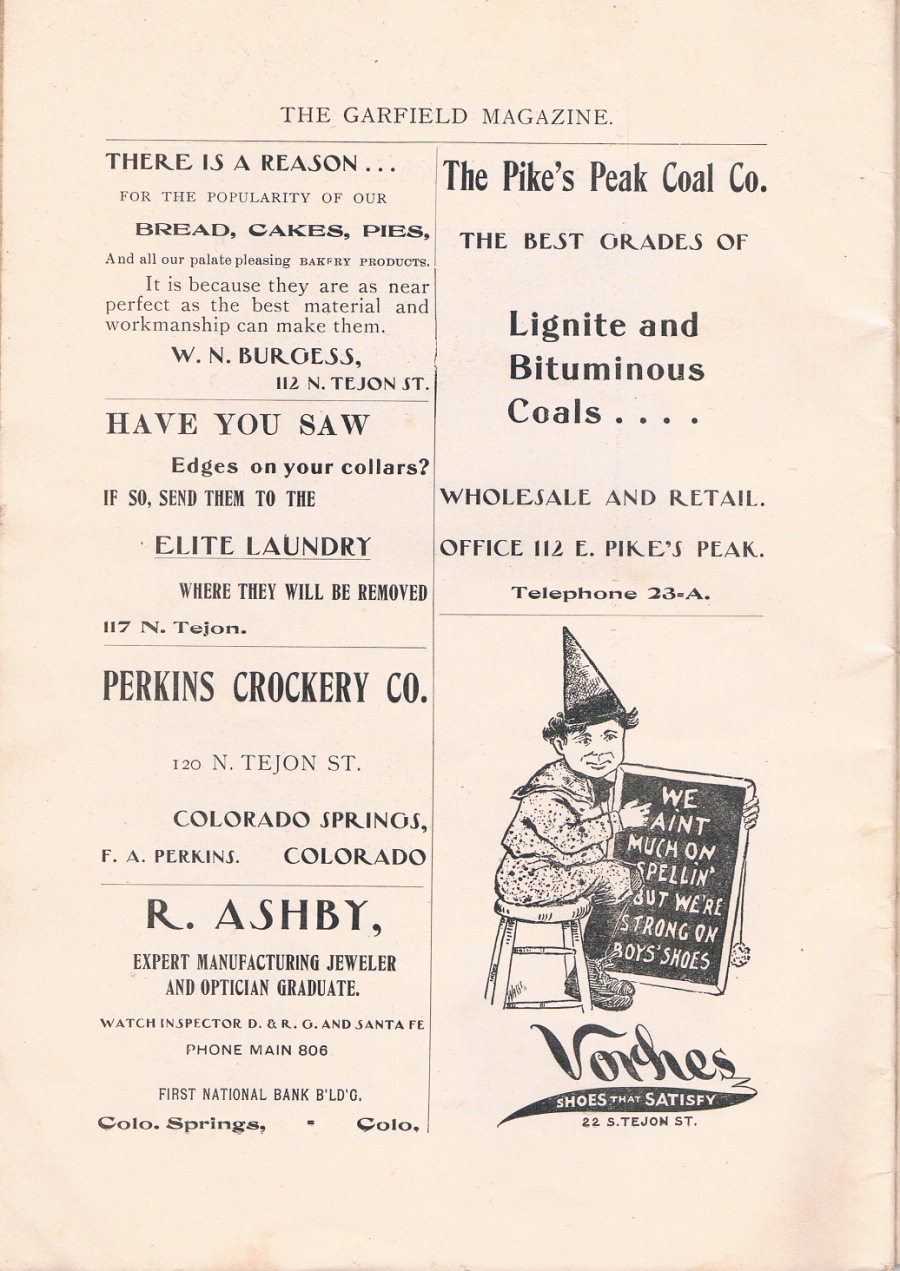 THE GARFIELD MAGAZINE.
THERE IS A REASON . . .
FOR THE POPULARITY OF OUR
BREAD, CAKES, PIES,
And all our palate pleasing BAKERY PRODUCTS.
It is because they are as near
perfect as the best material and
workmanship can make them.
W. N. BURGESS,
112 N. TEJON ST.
HAVE YOU SAW
Edges on your collars?
IF SO, SEND THEM TO THE
ELITE LAUNDRY
WHERE THEY WILL BE REMOVED
117 N. Tejon.
PERKINS CROCKERY CO.
120 N. TEJON ST.
COLORADO SPRINGS,
F. A. PERKINS. COLORADO
R. ASHBY,
EXPERT MANUFACTURING JEWELER
AND OPTICIAN GRADUATE.
WATCH INSPECTOR D. & R. G. AND SANTA FE
PHONE MAIN 806
FIRST NATIONAL BANK B'LD'G.
Colo. Springs, - Colo,
The Pike's Peak Coal Co.
THE BEST GRADES OF
Lignite and
Bituminous
Coals . . . .
WHOLESALE AND RETAIL.
OFFICE 112 E. PIKE'S PEAK.
Telephone 23=A.
WE
AINT
MUCH ON
SPELLIN'
BUT WE'RE
STRONG ON
BOYS' SHOES
Vorhes
SHOES THAT SATISFY
22 S. TEJON ST.